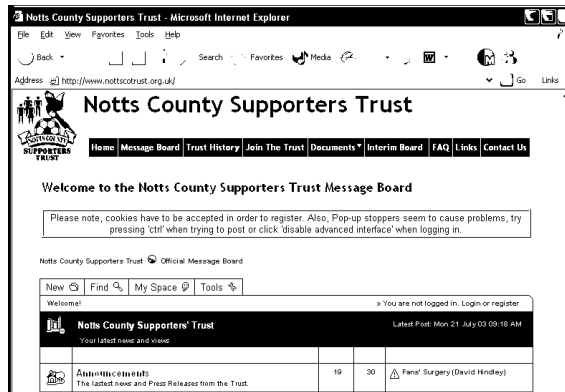 Notts County Supporters Trust - Microsoft Internet Explorer
File Edit View Favorites Tools Help
Back Search Favorites Media
Address http://www.nottscotrust.org.uk/ Go Links
Notts County Supporters Trust
NOTTS COUNTY
SUPPORTERS
TRUST
Home Message Board Trust History Join The Trust Documents Interim Board FAQ Links Contact Us
Welcome to the Notts County Supporters Trust Message Board
Please note, cookies have to be accepted in order to register. Also, Pop-up stoppers seem to cause problems, try
pressing 'ctrl' when trying to post or click 'disable advanced interface' when logging in.
Notts County Supporters Trust Official Message Board
New Find My Space Tools
Welcome! » You are not logged in. Login or register
Notts County Supporters' Trust Latest Post: Mon 21 July 03 09:18 AM
Your latest news and views
Announcements 19 30 Fans' Surgery (David Hindley)
The lastest news and Press Releases from the Trust.